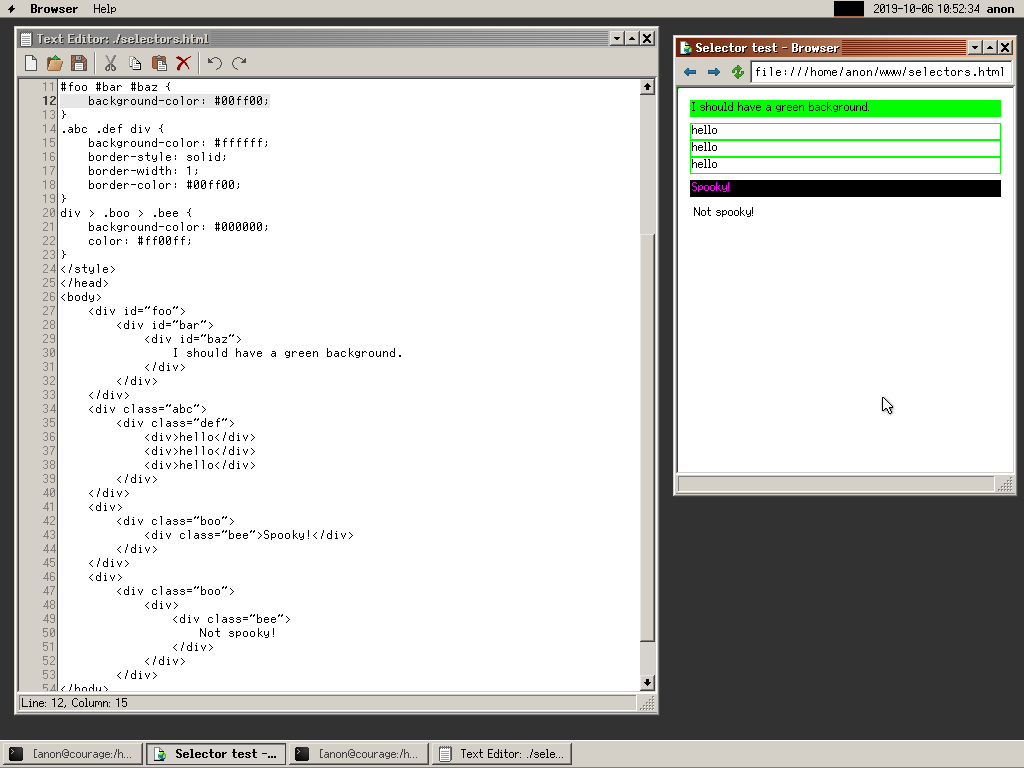 Browser Help 2019-10-06 10:52:34 anon
Text Editor: ./selectors.html
11 #foo #bar #baz {
12     background-color: #00ff00;
13 }
14 .abc .def div {
15     background-color: #ffffff;
16     border-style: solid;
17     border-width: 1;
18     border-color: #00ff00;
19 }
20 div > .boo > .bee {
21     background-color: #000000;
22     color: #ff00ff;
23 }
24 </style>
25 </head>
26 <body>
27     <div id="foo">
28         <div id="bar">
29             <div id="baz">
30                 I should have a green background.
31             </div>
32         </div>
33     </div>
34     <div class="abc">
35         <div class="def">
36             <div>hello</div>
37             <div>hello</div>
38             <div>hello</div>
39         </div>
40     </div>
41     <div>
42         <div class="boo">
43             <div class="bee">Spooky!</div>
44         </div>
45     </div>
46     <div>
47         <div class="boo">
48             <div>
49                 <div class="bee">
50                     Not spooky!
51                 </div>
52             </div>
53         </div>
54 </body>
Line: 12, Column: 15
Selector test - Browser
file:///home/anon/www/selectors.html
I should have a green background.
hello
hello
hello
Spooky!
Not spooky!
[anon@courage:/h... Selector test -... [anon@courage:/h... Text Editor: ./sele...